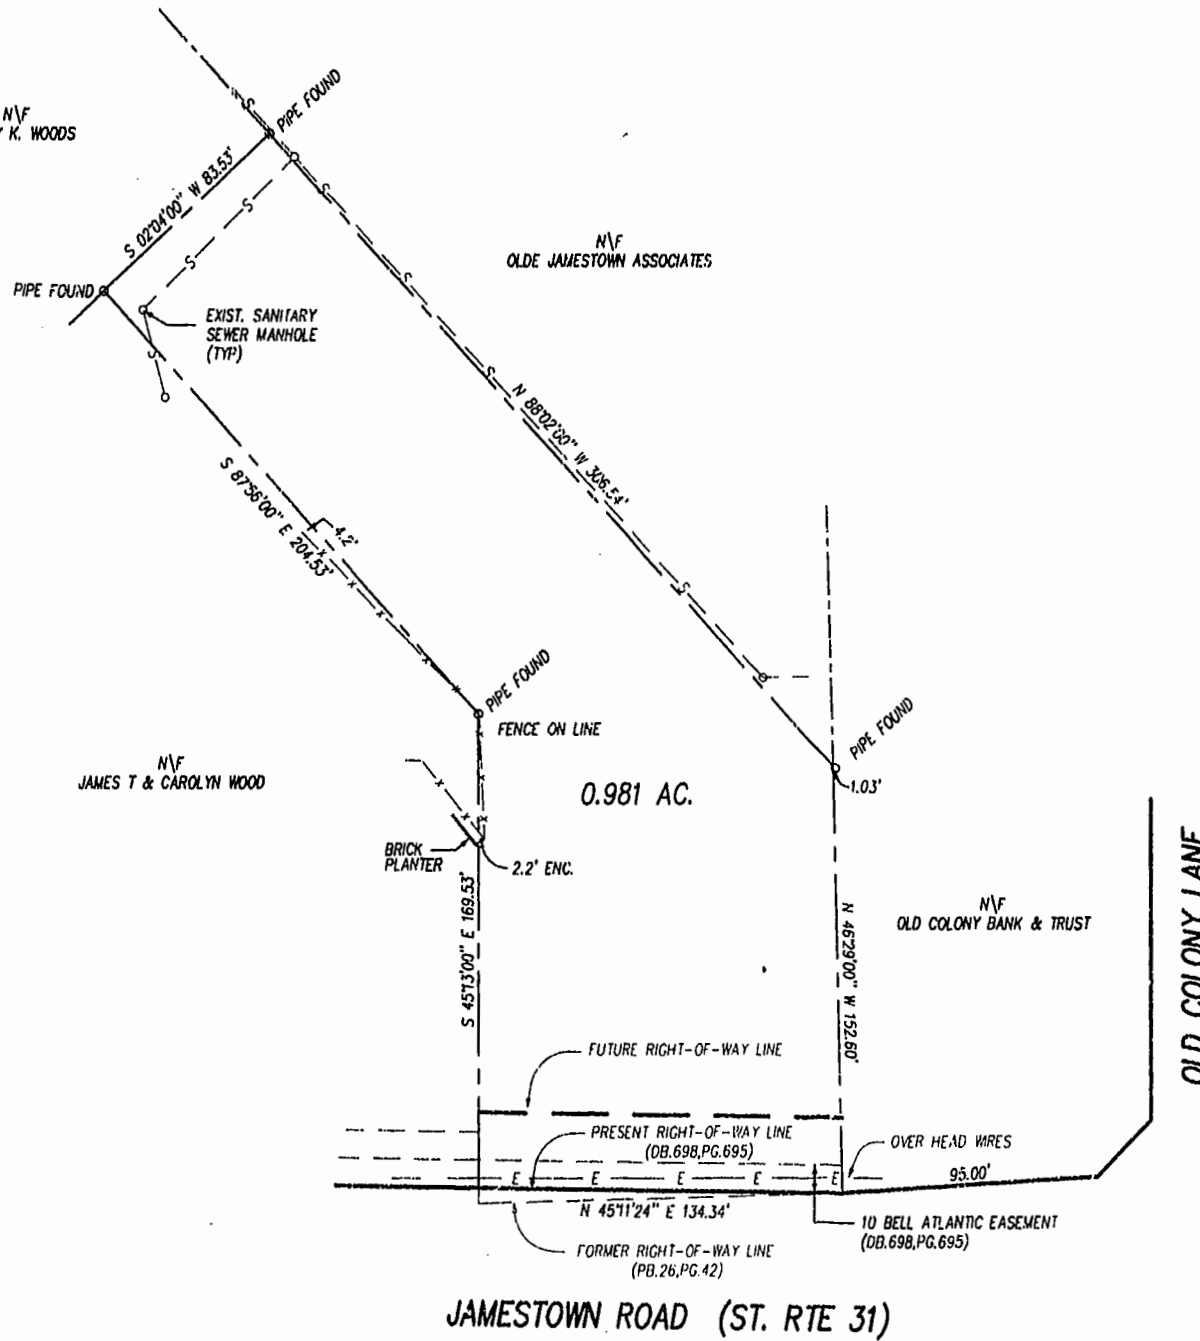 PIPE FOUND
N\F
K. WOODS
S
S 02°04'00" W 83.53'
S
S
N\F
OLDE JAMESTOWN ASSOCIATES
S
S
PIPE FOUND
EXIST. SANITARY
SEWER MANHOLE
(TYP)
S
S
N 88°02'00" W 306.54'
S 87°56'00" E 204.53'
4.2'
S
PIPE FOUND
FENCE ON LINE
PIPE FOUND
N\F
JAMES T & CAROLYN WOOD
0.981 AC.
1.03'
BRICK
PLANTER
2.2' ENC.
S 45°13'00" E 169.53'
N 46°29'00" W 152.60'
N\F
OLD COLONY BANK & TRUST
OLD COLONY LANE
FUTURE RIGHT-OF-WAY LINE
PRESENT RIGHT-OF-WAY LINE
(DB.698,PG.695)
OVER HEAD WIRES
E E E E E
95.00'
N 45°11'24" E 134.34'
10 BELL ATLANTIC EASEMENT
(DB.698,PG.695)
FORMER RIGHT-OF-WAY LINE
(PB.26,PG.42)
JAMESTOWN ROAD (ST. RTE 31)